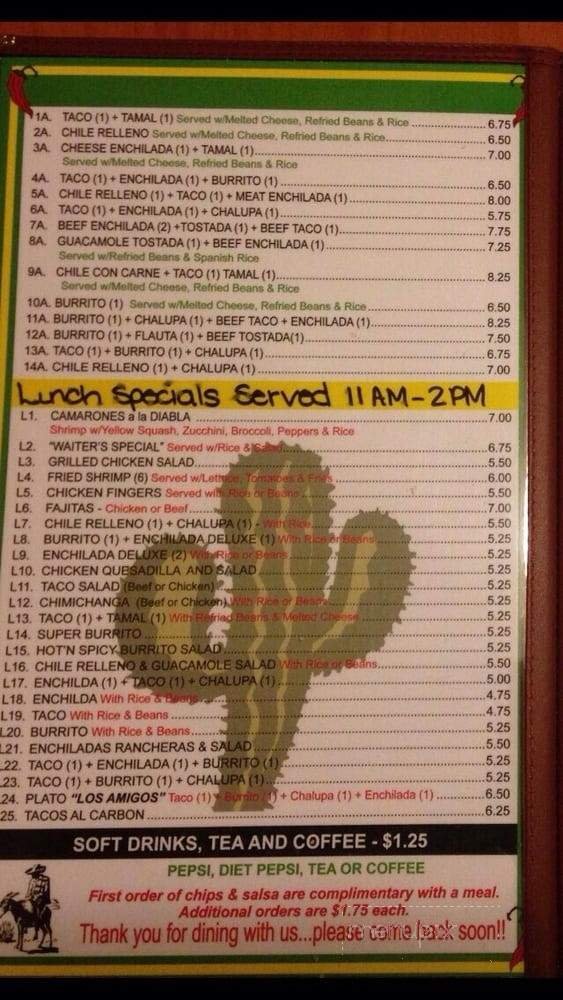 1A. TACO (1) + TAMAL (1) Served w/Melted Cheese, Refried Beans & Rice 6.75
2A. CHILE RELLENO Served w/Melted Cheese, Refried Beans & Rice 6.50
3A. CHEESE ENCHILADA (1) + TAMAL (1) 7.00
Served w/Melted Cheese, Refried Beans & Rice
4A. TACO (1) + ENCHILADA (1) + BURRITO (1) 6.50
5A. CHILE RELLENO (1) + TACO (1) + MEAT ENCHILADA (1) 8.00
6A. TACO (1) + ENCHILADA (1) + CHALUPA (1) 5.75
7A. BEEF ENCHILADA (2) +TOSTADA (1) + BEEF TACO (1) 7.75
8A. GUACAMOLE TOSTADA (1) + BEEF ENCHILADA (1) 7.25
Served w/Refried Beans & Spanish Rice
9A. CHILE CON CARNE + TACO (1) TAMAL (1) 8.25
Served w/Melted Cheese, Refried Beans & Rice
10A. BURRITO (1) Served w/Melted Cheese, Refried Beans & Rice 6.50
11A. BURRITO (1) + CHALUPA (1) + BEEF TACO + ENCHILADA (1) 8.25
12A. BURRITO (1) + FLAUTA (1) + BEEF TOSTADA(1) 7.50
13A. TACO (1) + BURRITO (1) + CHALUPA (1) 6.75
14A. CHILE RELLENO (1) + CHALUPA (1) 7.00
Lunch Specials Served 11AM-2PM
L1. CAMARONES a la DIABLA 7.00
Shrimp w/Yellow Squash, Zucchini, Broccoli, Peppers & Rice
L2. "WAITER'S SPECIAL" Served w/Rice & Salad 6.75
L3. GRILLED CHICKEN SALAD 5.50
L4. FRIED SHRIMP (6) Served w/Lettuce, Tomatoes & Fries 6.00
L5. CHICKEN FINGERS Served with Rice or Beans 5.50
L6. FAJITAS - Chicken or Beef 7.00
L7. CHILE RELLENO (1) + CHALUPA (1) - With Rice 5.50
L8. BURRITO (1) + ENCHILADA DELUXE (1) With Rice or Beans 5.25
L9. ENCHILADA DELUXE (2) With Rice or Beans 5.25
L10. CHICKEN QUESADILLA AND SALAD 5.25
L11. TACO SALAD (Beef or Chicken) 5.25
L12. CHIMICHANGA (Beef or Chicken) With Rice or Beans 5.25
L13. TACO (1) + TAMAL (1) With Refried Beans & Melted Cheese 5.25
L14. SUPER BURRITO 5.25
L15. HOT'N SPICY BURRITO SALAD 5.25
L16. CHILE RELLENO & GUACAMOLE SALAD With Rice or Beans 5.50
L17. ENCHILDA (1) + TACO (1) + CHALUPA (1) 5.00
L18. ENCHILDA With Rice & Beans 4.75
L19. TACO With Rice & Beans 4.75
L20. BURRITO With Rice & Beans 5.25
L21. ENCHILADAS RANCHERAS & SALAD 5.50
L22. TACO (1) + ENCHILADA (1) + BURRITO (1) 5.25
L23. TACO (1) + BURRITO (1) + CHALUPA (1) 5.25
24. PLATO "LOS AMIGOS" Taco (1) + Burrito (1) + Chalupa (1) + Enchilada (1) 6.50
25. TACOS AL CARBON 6.25
SOFT DRINKS, TEA AND COFFEE - $1.25
PEPSI, DIET PEPSI, TEA OR COFFEE
First order of chips & salsa are complimentary with a meal.
Additional orders are $1.75 each.
Thank you for dining with us...please come back soon!!